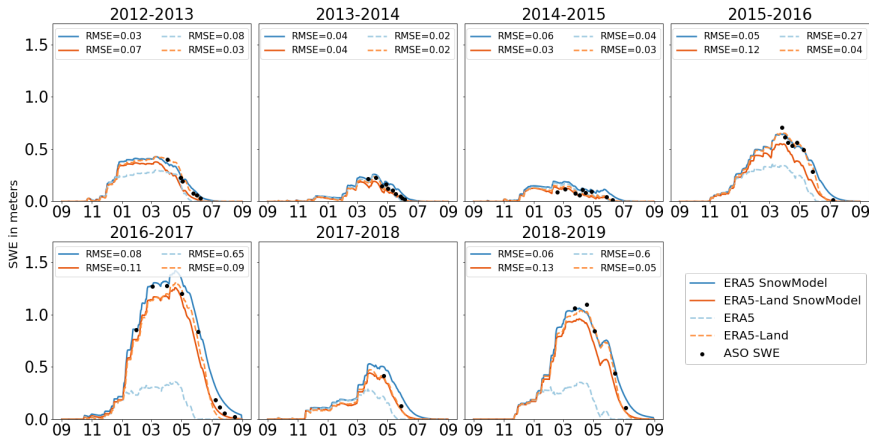 2012-2013
2013-2014
2014-2015
2015-2016
RMSE=0.03 RMSE=0.08
RMSE=0.07 RMSE=0.03
RMSE=0.04 RMSE=0.02
RMSE=0.04 RMSE=0.02
RMSE=0.06 RMSE=0.04
RMSE=0.03 RMSE=0.03
RMSE=0.05 RMSE=0.27
RMSE=0.12 RMSE=0.04
1.5
1.0
0.5
0.0
09 11 01 03 05 07 09
09 11 01 03 05 07 09
09 11 01 03 05 07 09
09 11 01 03 05 07 09
SWE in meters
2016-2017
2017-2018
2018-2019
RMSE=0.08 RMSE=0.65
RMSE=0.11 RMSE=0.09
RMSE=0.06 RMSE=0.6
RMSE=0.13 RMSE=0.05
1.5
1.0
0.5
0.0
09 11 01 03 05 07 09
09 11 01 03 05 07 09
09 11 01 03 05 07 09
ERA5 SnowModel
ERA5-Land SnowModel
ERA5
ERA5-Land
ASO SWE